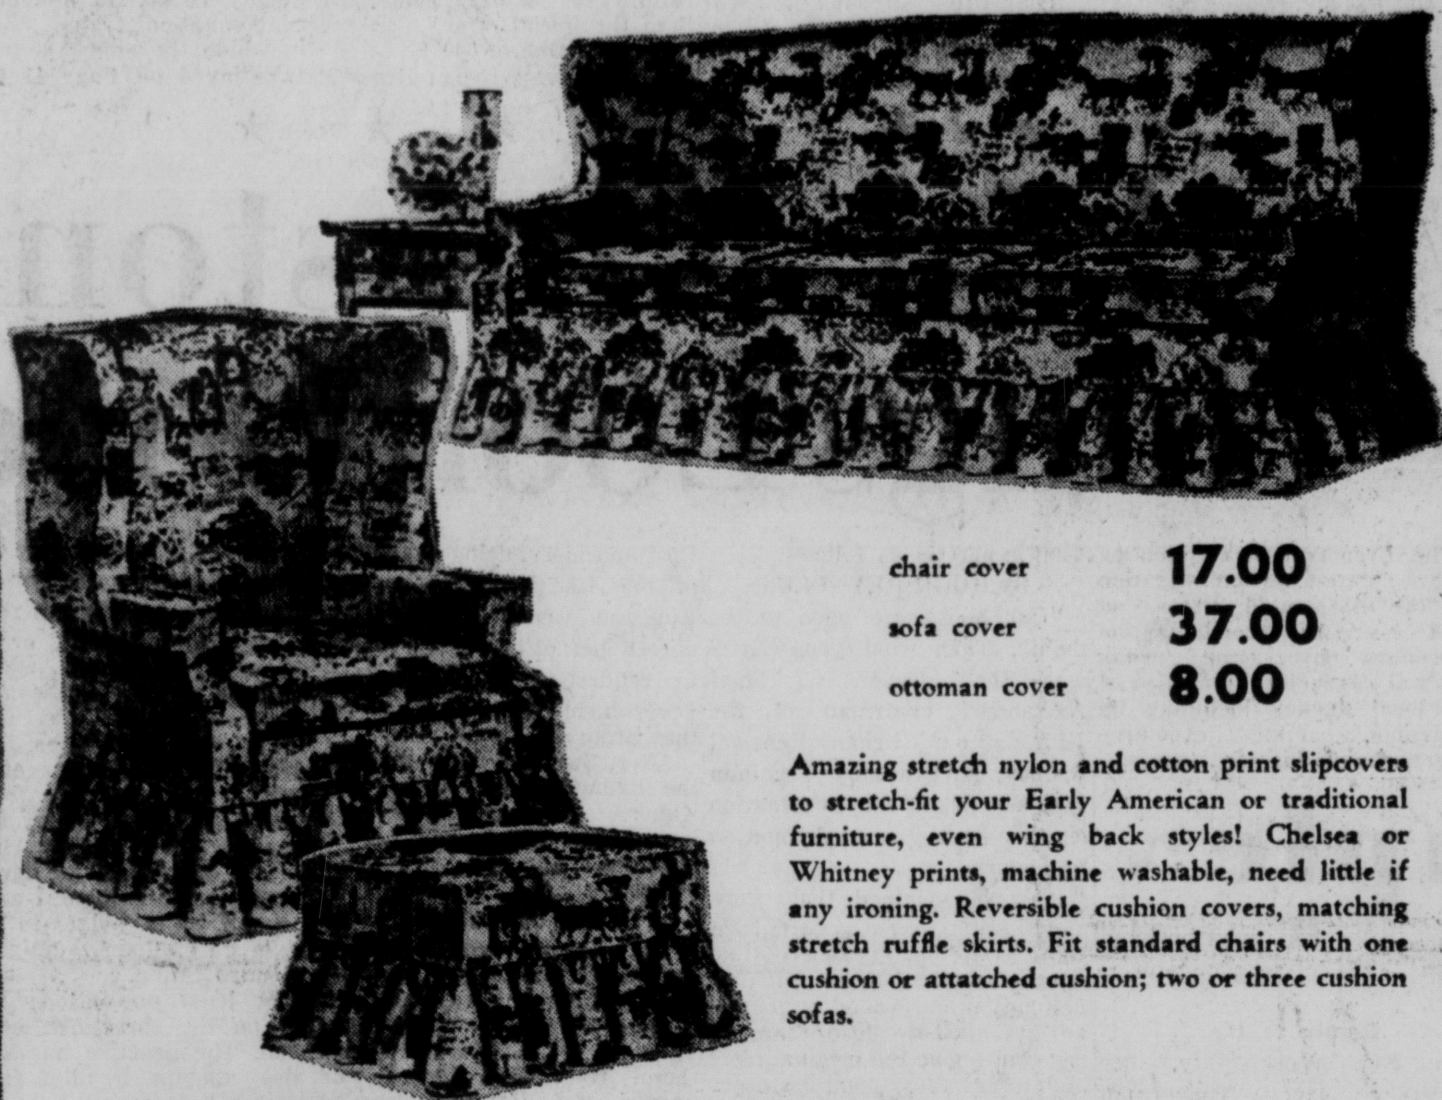 chair cover 17.00
sofa cover 37.00
ottoman cover 8.00
Amazing stretch nylon and cotton print slipcovers
to stretch-fit your Early American or traditional
furniture, even wing back styles! Chelsea or
Whitney prints, machine washable, need little if
any ironing. Reversible cushion covers, matching
stretch ruffle skirts. Fit standard chairs with one
cushion or attatched cushion; two or three cushion
sofas.